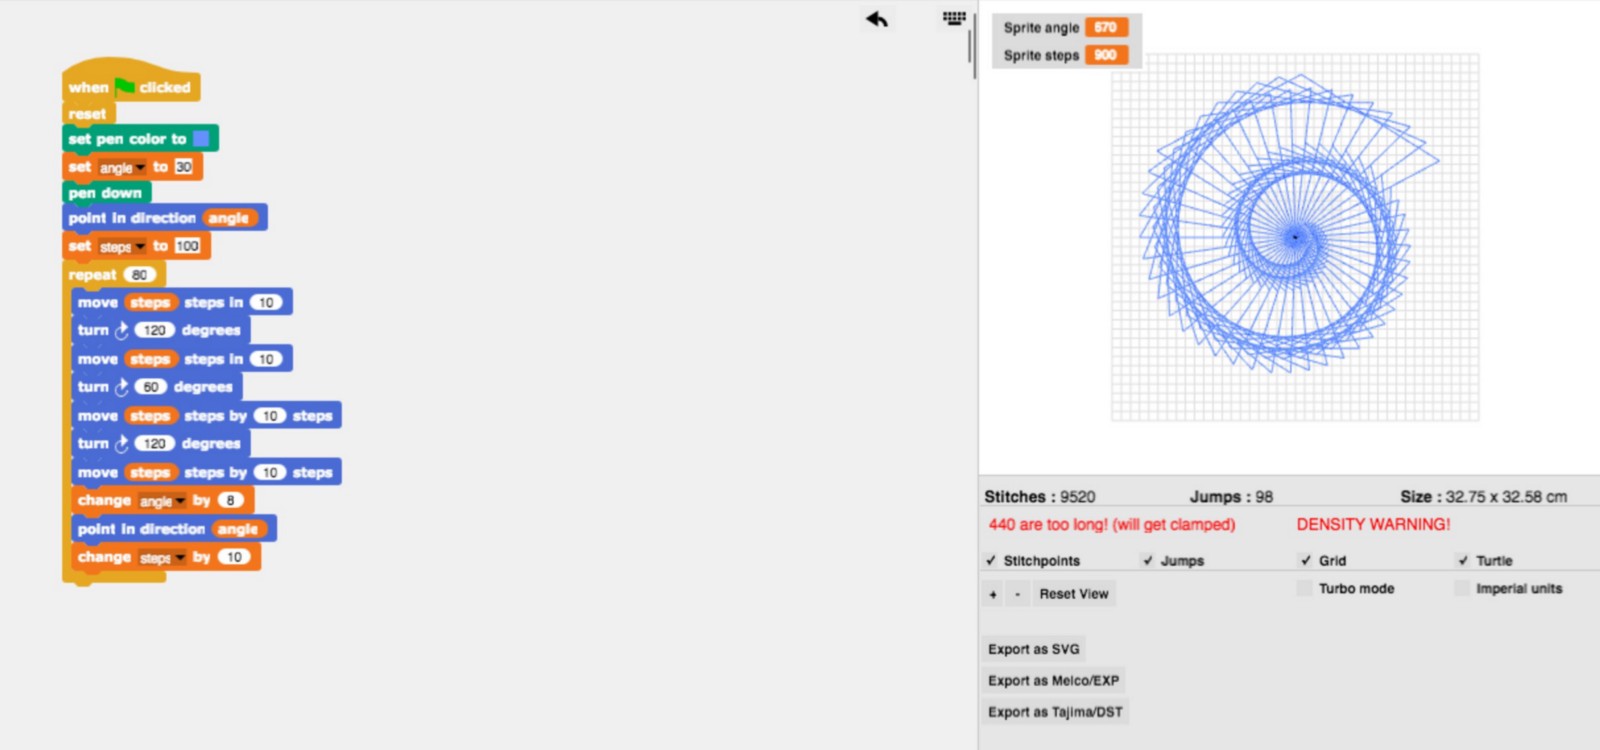 when clicked
reset
set pen color to
set angle to 30
pen down
point in direction angle
set steps to 100
repeat 80
move steps steps in 10
turn 120 degrees
move steps steps in 10
turn 60 degrees
move steps steps by 10 steps
turn 120 degrees
move steps steps by 10 steps
change angle by 8
point in direction angle
change steps by 10
Sprite angle 670
Sprite steps 900
Stitches : 9520 Jumps : 98 Size : 32.75 x 32.58 cm
440 are too long! (will get clamped) DENSITY WARNING!
Stitchpoints Jumps Grid Turtle
Turbo mode Imperial units
+ - Reset View
Export as SVG
Export as Melco/EXP
Export as Tajima/DST